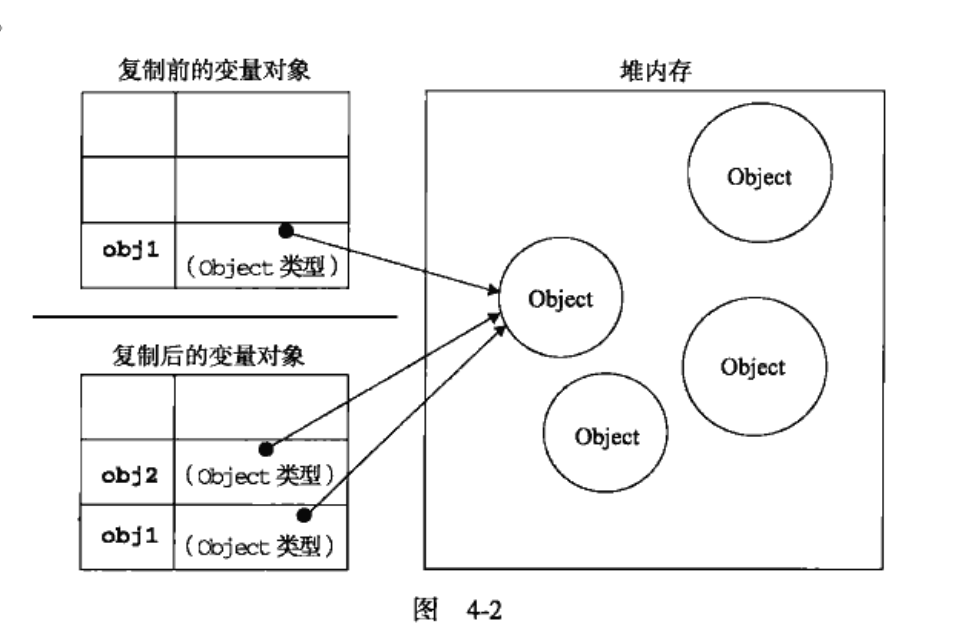 复制前的变量对象
obj1
(Object 类型)
复制后的变量对象
obj2
(Object 类型)
obj1
(Object 类型)
堆内存
Object
Object
Object
Object
图 4-2